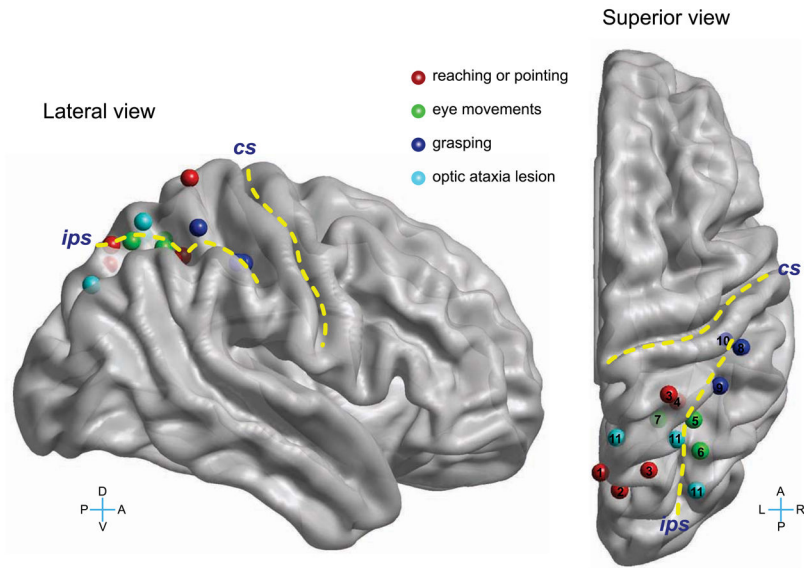 Superior view
reaching or pointing
eye movements
grasping
optic ataxia lesion
Lateral view
cs
ips
cs
10 8
9
3
4
7 5
11 11
6
1 3
2 11
ips
D
P A
V
A
L R
P